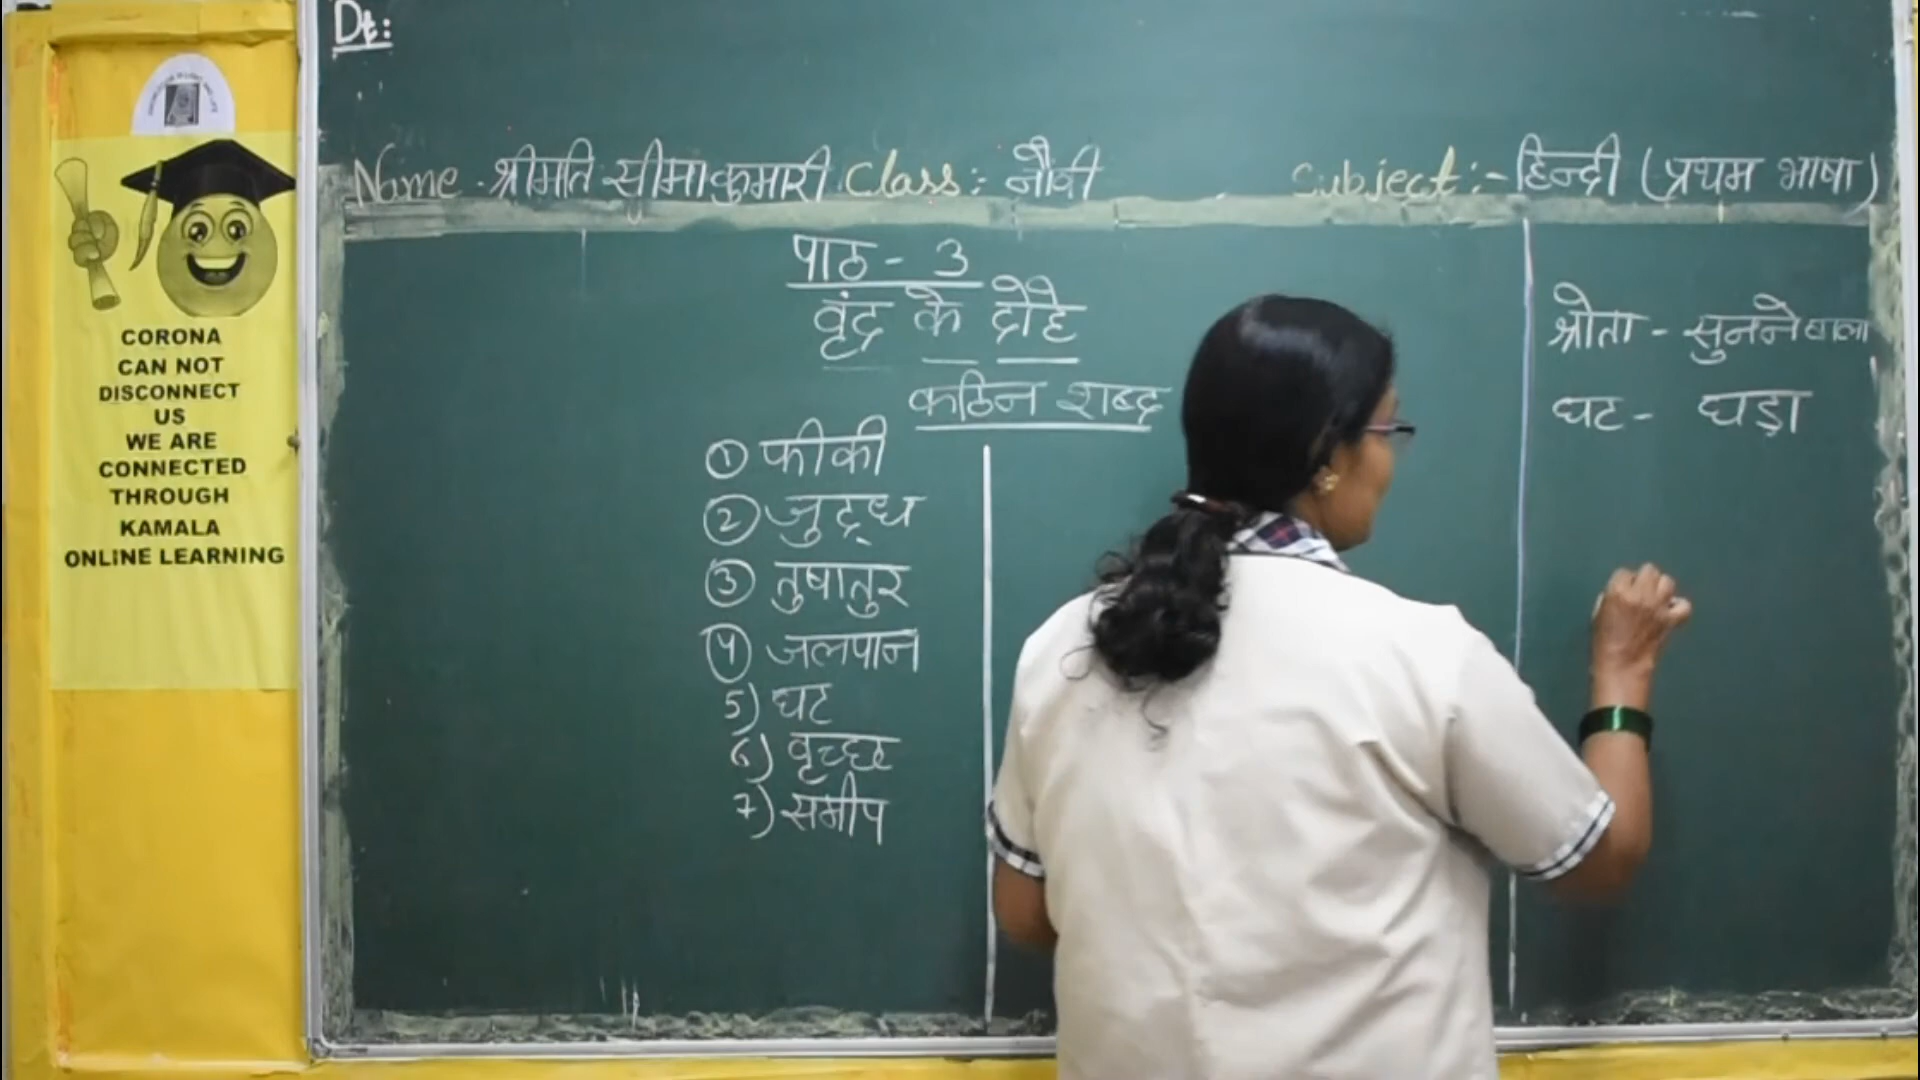 Dt:
Name श्रीमति सीमा कुमारी Class:- नौवी Subject:- हिन्दी (प्रथम भाषा)
पाठ - 3
वृंद के दोहे
कठिन शब्द
① फीकी
② जुद्ध
③ तुषातुर
④ जलपान
5) घट
6) वृच्छ
7) समीप
श्रोता - सुनने वाला
घट - घड़ा
CORONA
CAN NOT
DISCONNECT
US
WE ARE
CONNECTED
THROUGH
KAMALA
ONLINE LEARNING